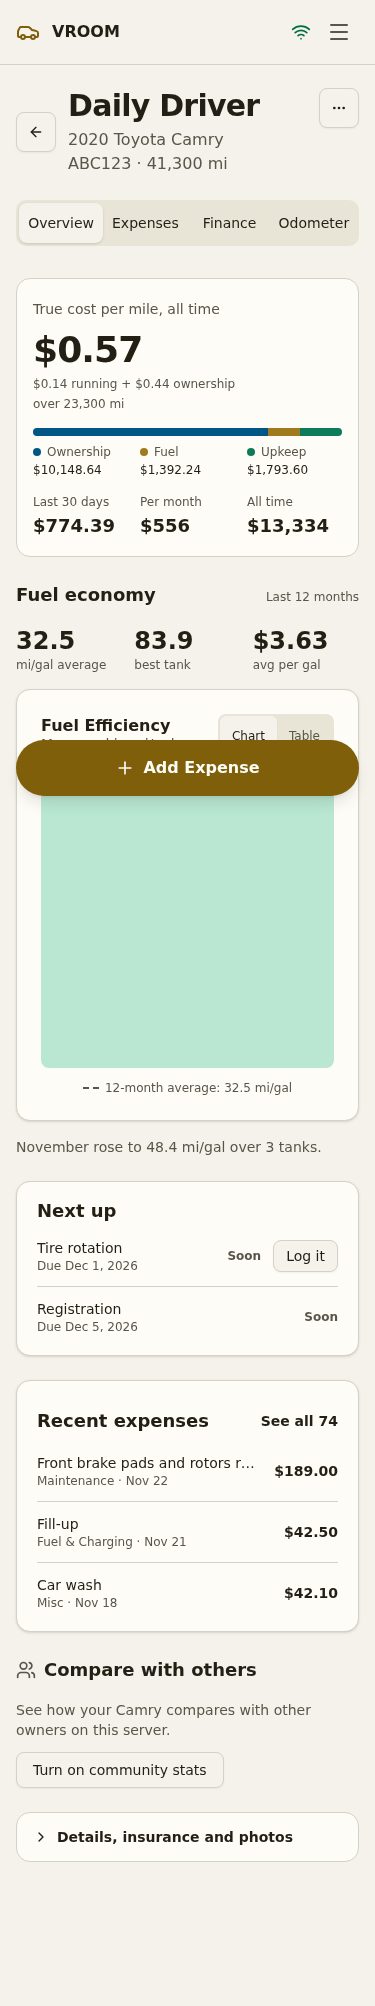 VROOM
Daily Driver
2020 Toyota Camry
ABC123 · 41,300 mi
Overview Expenses Finance Odometer
True cost per mile, all time
$0.57
$0.14 running + $0.44 ownership
over 23,300 mi
Ownership Fuel Upkeep
$10,148.64 $1,392.24 $1,793.60
Last 30 days Per month All time
$774.39 $556 $13,334
Fuel economy Last 12 months
32.5 83.9 $3.63
mi/gal average best tank avg per gal
Fuel Efficiency Chart Table
Add Expense
12-month average: 32.5 mi/gal
November rose to 48.4 mi/gal over 3 tanks.
Next up
Tire rotation Soon Log it
Due Dec 1, 2026
Registration Soon
Due Dec 5, 2026
Recent expenses See all 74
Front brake pads and rotors r... $189.00
Maintenance · Nov 22
Fill-up $42.50
Fuel & Charging · Nov 21
Car wash $42.10
Misc · Nov 18
Compare with others
See how your Camry compares with other
owners on this server.
Turn on community stats
Details, insurance and photos